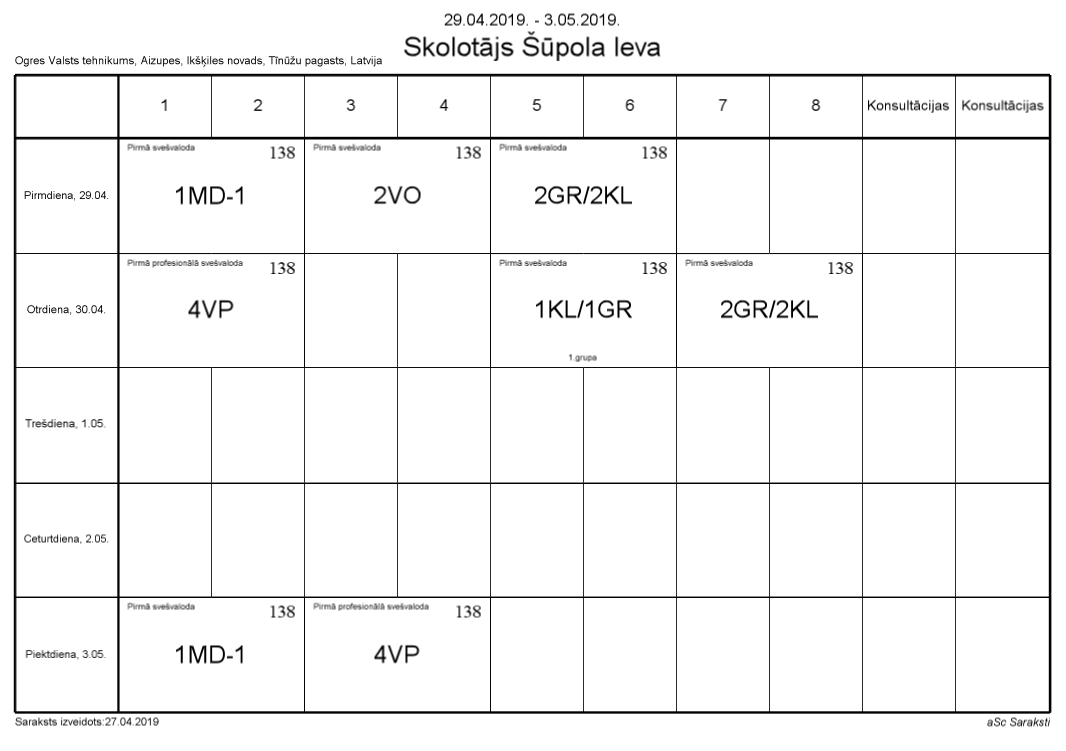 29.04.2019. - 3.05.2019.
Skolotājs Šūpola Ieva
Ogres Valsts tehnikums, Aizupes, Ikšķiles novads, Tīnūžu pagasts, Latvija
1 2 3 4 5 6 7 8 Konsultācijas Konsultācijas
Pirmā svešvaloda 138 Pirmā svešvaloda 138 Pirmā svešvaloda 138
Pirmdiena, 29.04. 1MD-1 2VO 2GR/2KL
Pirmā profesionālā svešvaloda 138 Pirmā svešvaloda 138 Pirmā svešvaloda 138
Otrdiena, 30.04. 4VP 1KL/1GR 2GR/2KL
1.grupa
Trešdiena, 1.05.
Ceturtdiena, 2.05.
Pirmā svešvaloda 138 Pirmā profesionālā svešvaloda 138
Piektdiena, 3.05. 1MD-1 4VP
Saraksts izveidots:27.04.2019 aSc Saraksti